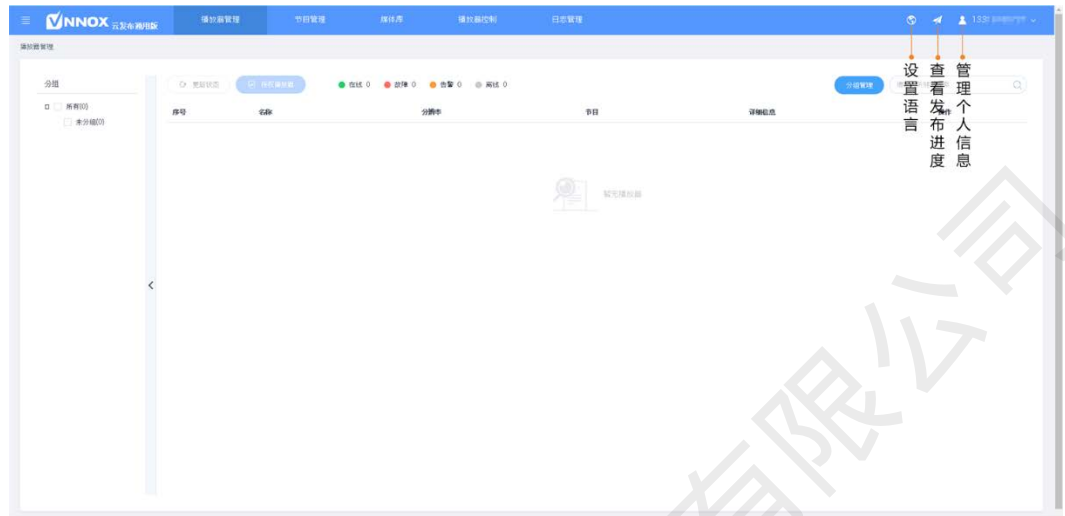 VNNOX 云发布通用版
播放器管理
节目管理
媒体库
播放器控制
日志管理
播放器管理
分组
所有(0)
未分组(0)
更新状态
在线 0
故障 0
告警 0
离线 0
分组管理
序号
名称
分辨率
节目
详细信息
暂无播放器
设置语言
查看发布进度
管理个人信息
有限公司